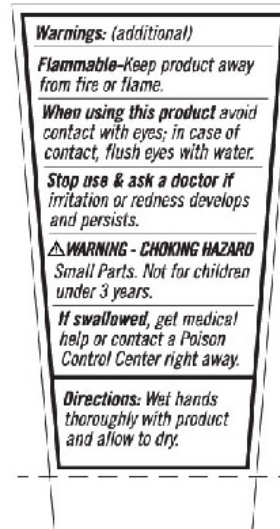 Warnings: (additional)
Flammable-Keep product away
from fire or flame.
When using this product avoid
contact with eyes; in case of
contact, flush eyes with water.
Stop use & ask a doctor if
irritation or redness develops
and persists.
⚠WARNING - CHOKING HAZARD
Small Parts. Not for children
under 3 years.
If swallowed, get medical
help or contact a Poison
Control Center right away.
Directions: Wet hands
thoroughly with product
and allow to dry.